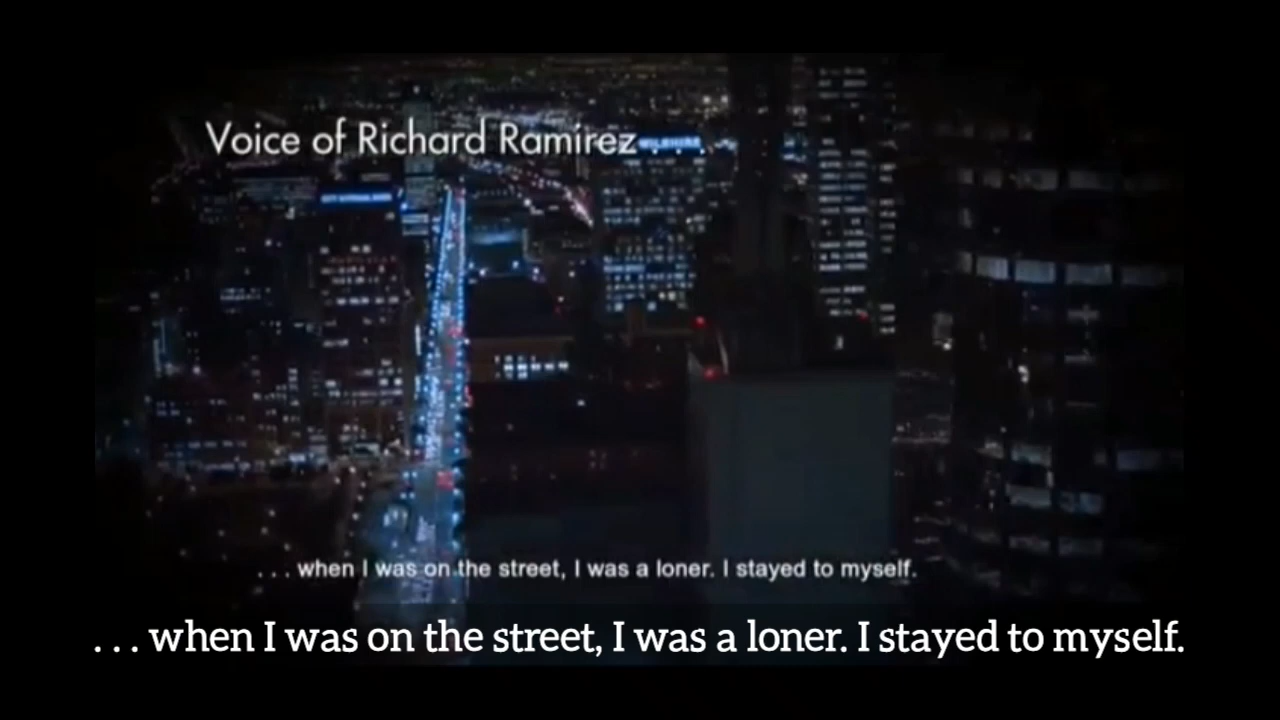 Voice of Richard Ramirez
. . . when I was on the street, I was a loner. I stayed to myself.
. . . when I was on the street, I was a loner. I stayed to myself.